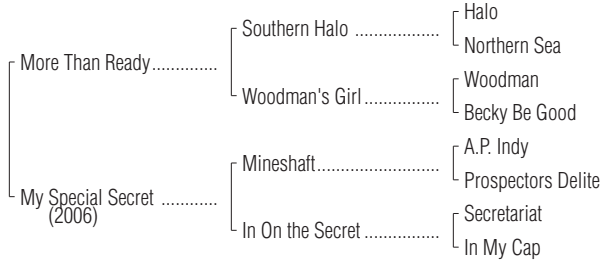 Halo
Southern Halo ..................
Northern Sea
More Than Ready..............
Woodman
Woodman's Girl ................
Becky Be Good
A.P. Indy
Mineshaft..........................
Prospectors Delite
My Special Secret ............
(2006)
Secretariat
In On the Secret ................
In My Cap